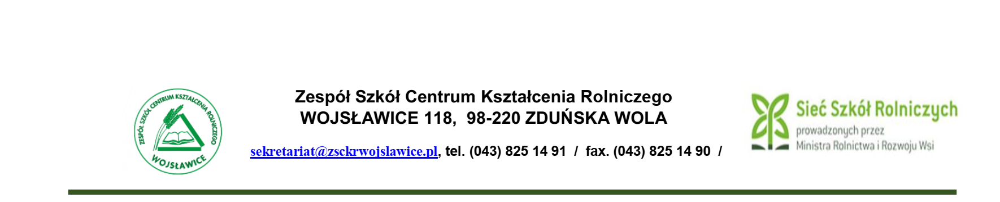 ZESPÓŁ SZKÓŁ CENTRUM KSZTAŁCENIA ROLNICZEGO
WOJSŁAWICE
Zespół Szkół Centrum Kształcenia Rolniczego
WOJSŁAWICE 118, 98-220 ZDUŃSKA WOLA
sekretariat@zsckrwojslawice.pl, tel. (043) 825 14 91 / fax. (043) 825 14 90 /
Sieć Szkół Rolniczych
prowadzonych przez
Ministra Rolnictwa i Rozwoju Wsi